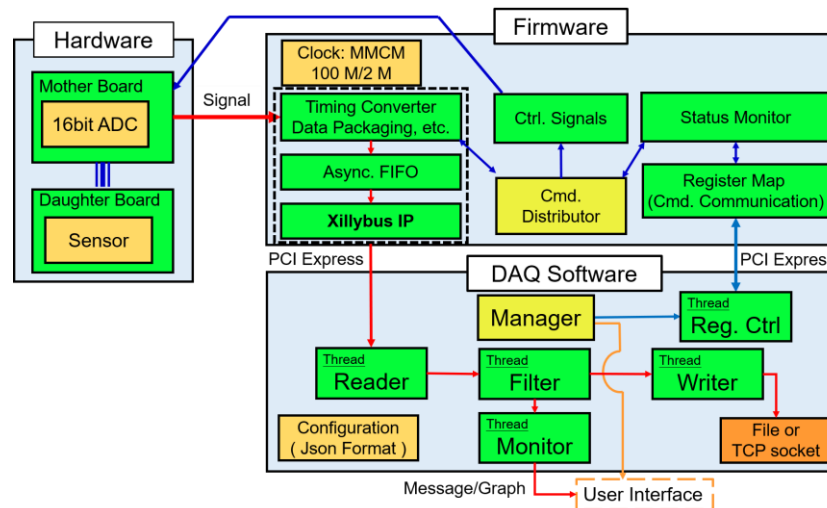 Hardware
Mother Board
16bit ADC
Daughter Board
Sensor
Signal
Firmware
Clock: MMCM
100 M/2 M
Timing Converter
Data Packaging, etc.
Async. FIFO
Xillybus IP
Ctrl. Signals
Cmd.
Distributor
Status Monitor
Register Map
(Cmd. Communication)
PCI Express
PCI Expres
DAQ Software
Manager
Thread
Reg. Ctrl
Thread
Reader
Thread
Filter
Thread
Writer
Configuration
( Json Format )
Thread
Monitor
File or
TCP socket
Message/Graph
User Interface